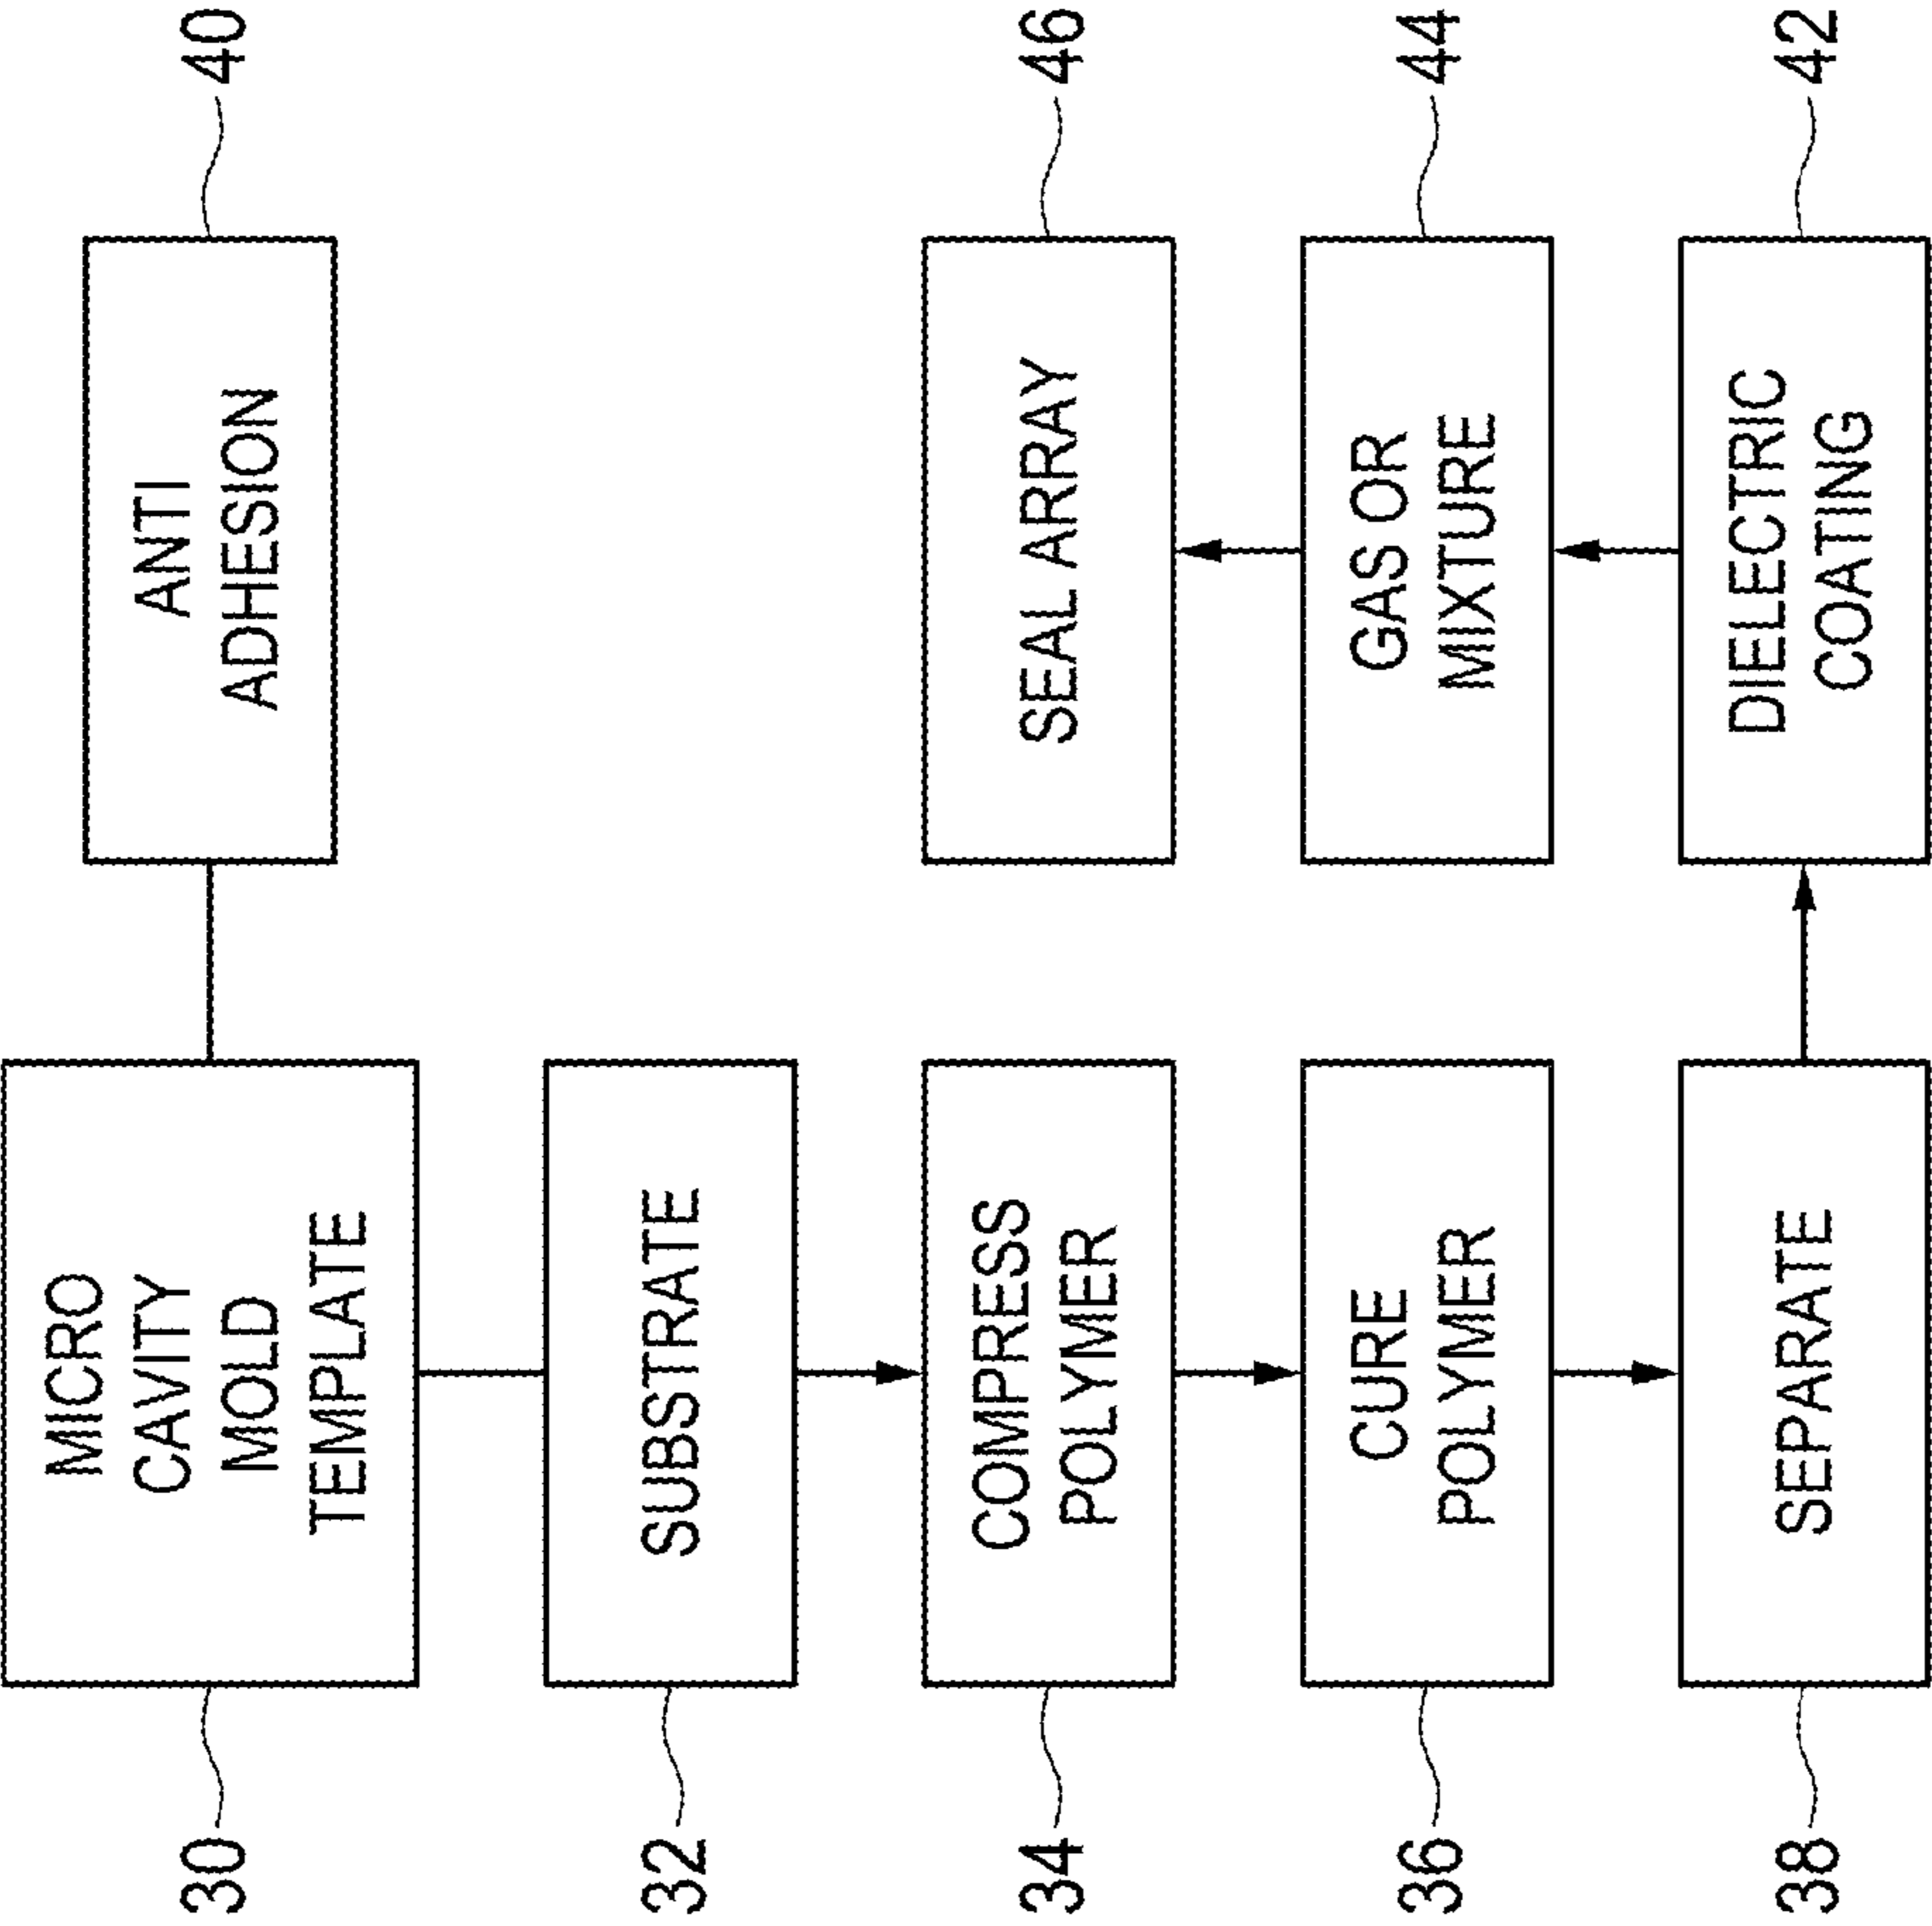 30
MICRO
CAVITY
MOLD
TEMPLATE
ANTI
ADHESION
40
32
SUBSTRATE
34
COMPRESS
POLYMER
SEAL ARRAY
46
36
CURE
POLYMER
GAS OR
MIXTURE
44
38
SEPARATE
DIELECTRIC
COATING
42